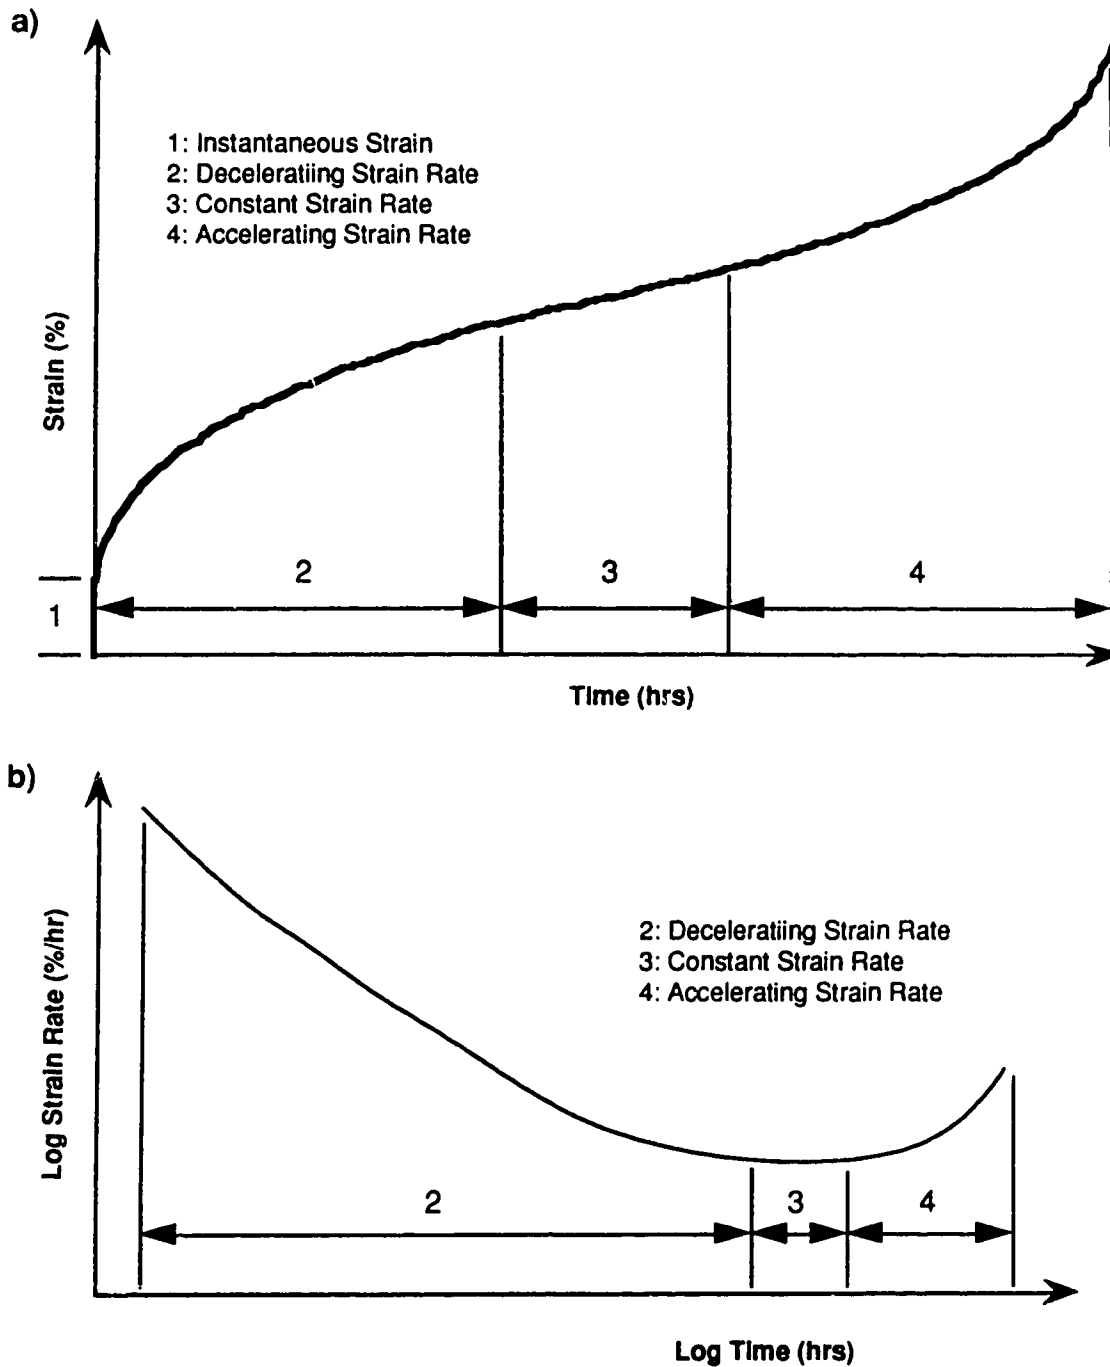 a)
1: Instantaneous Strain
2: Deceleratiing Strain Rate
3: Constant Strain Rate
4: Accelerating Strain Rate
Strain (%)
2
3
4
1
Time (hrs)
b)
2: Deceleratiing Strain Rate
3: Constant Strain Rate
4: Accelerating Strain Rate
Log Strain Rate (%/hr)
2
3
4
Log Time (hrs)